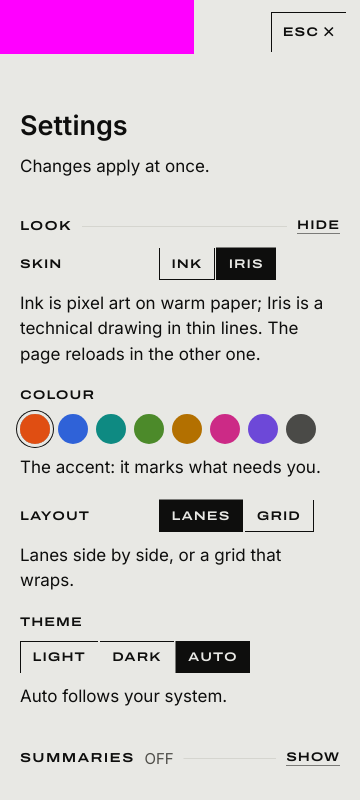 ESC ✕
Settings
Changes apply at once.
LOOK HIDE
SKIN INK IRIS
Ink is pixel art on warm paper; Iris is a
technical drawing in thin lines. The
page reloads in the other one.
COLOUR
The accent: it marks what needs you.
LAYOUT LANES GRID
Lanes side by side, or a grid that
wraps.
THEME
LIGHT DARK AUTO
Auto follows your system.
SUMMARIES OFF SHOW